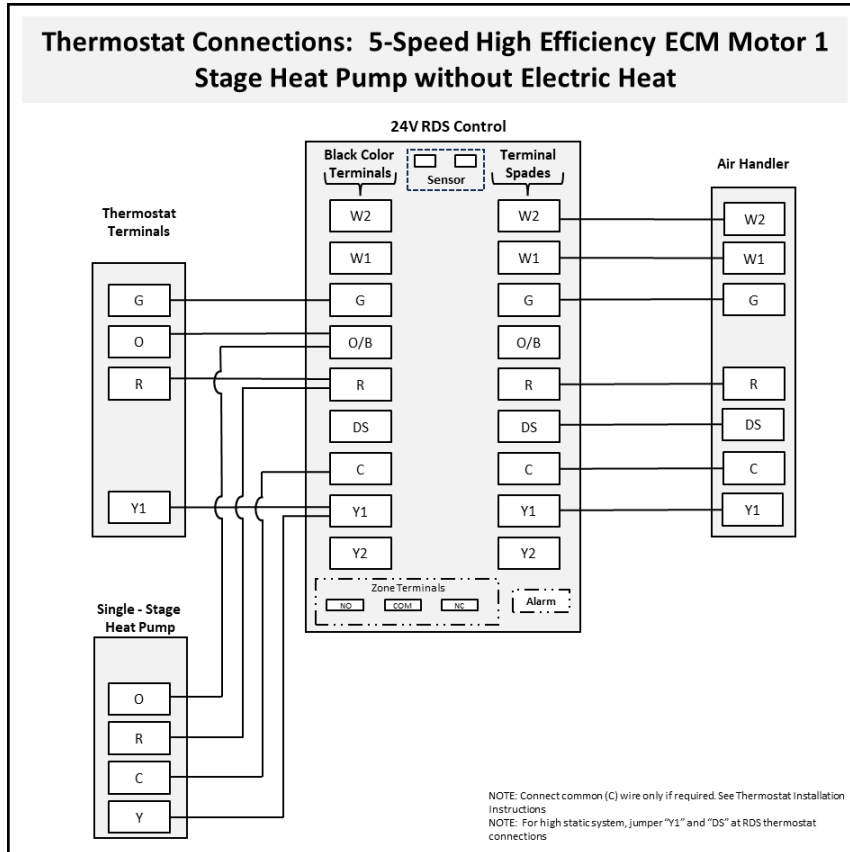 Thermostat Connections: 5-Speed High Efficiency ECM Motor 1
Stage Heat Pump without Electric Heat
24V RDS Control
Black Color
Terminals
Sensor
Terminal
Spades
Air Handler
Thermostat
Terminals
W2
W1
G
O/B
R
DS
C
Y1
Y2
W2
W1
G
O/B
R
DS
C
Y1
Y2
W2
W1
G
R
DS
C
Y1
G
O
R
Y1
Zone Terminals
NO
COM
NC
Alarm
Single - Stage
Heat Pump
O
R
C
Y
NOTE: Connect common (C) wire only if required. See Thermostat Installation
Instructions
NOTE: For high static system, jumper "Y1" and "DS" at RDS thermostat
connections